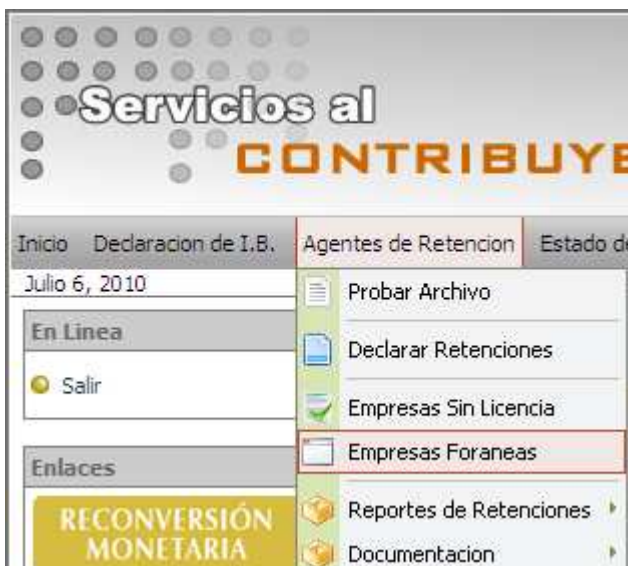 Servicios al
CONTRIBUYE
Inicio Declaracion de I.B. Agentes de Retencion Estado de
Julio 6, 2010
Probar Archivo
En Linea
Declarar Retenciones
Salir
Empresas Sin Licencia
Empresas Foraneas
Enlaces
Reportes de Retenciones
RECONVERSIÓN
MONETARIA
Documentacion